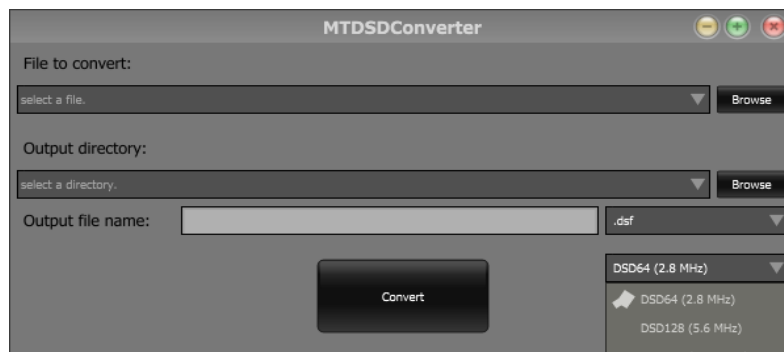 MTDSDConverter
File to convert:
select a file.
Browse
Output directory:
select a directory.
Browse
Output file name:
.dsf
DSD64 (2.8 MHz)
Convert
DSD64 (2.8 MHz)
DSD128 (5.6 MHz)